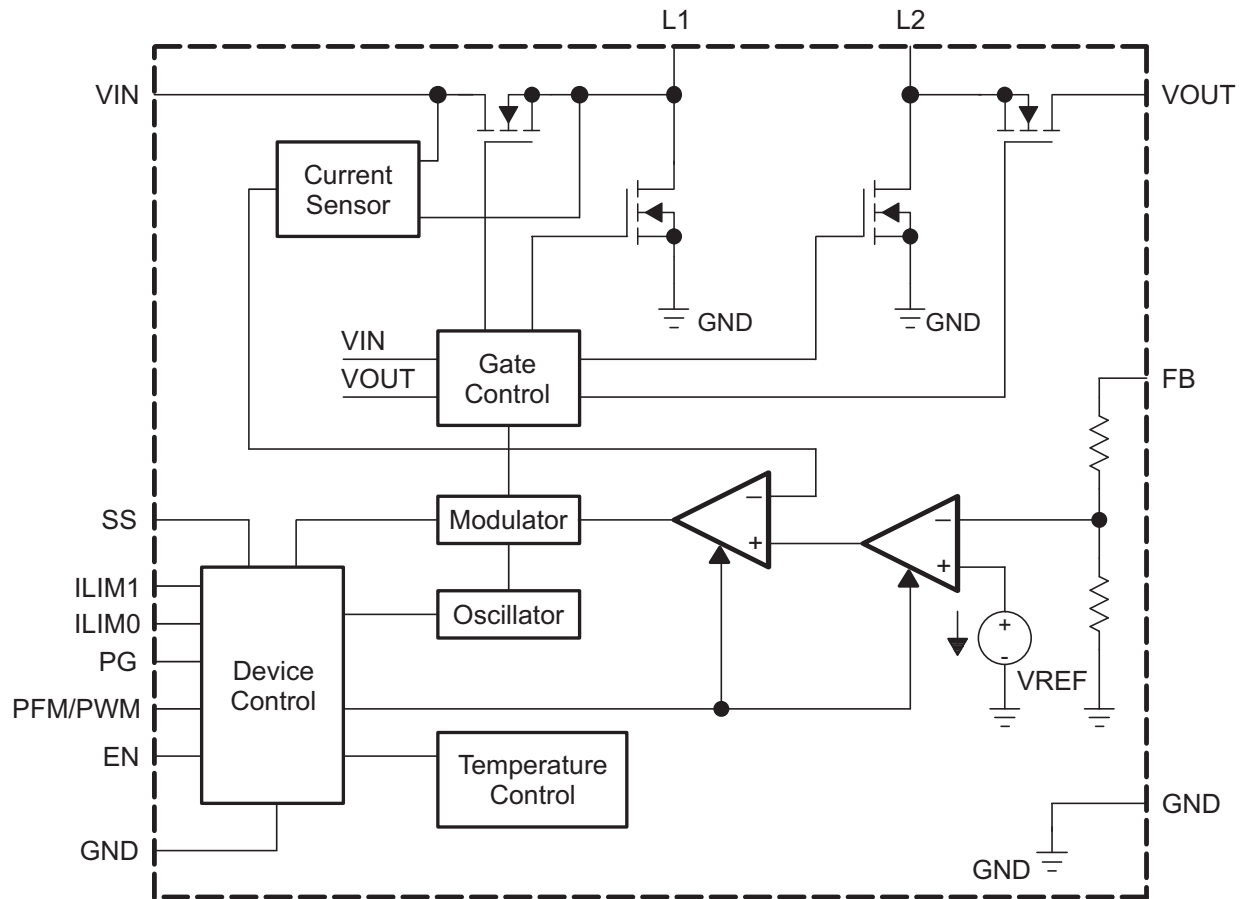 L1
L2
VIN
VOUT
Current
Sensor
GND
GND
VIN
VOUT
Gate
Control
FB
SS
Modulator
−
+
−
+
ILIM1
ILIM0
Oscillator
PG
Device
Control
+
-
VREF
PFM/PWM
EN
Temperature
Control
GND
GND
GND